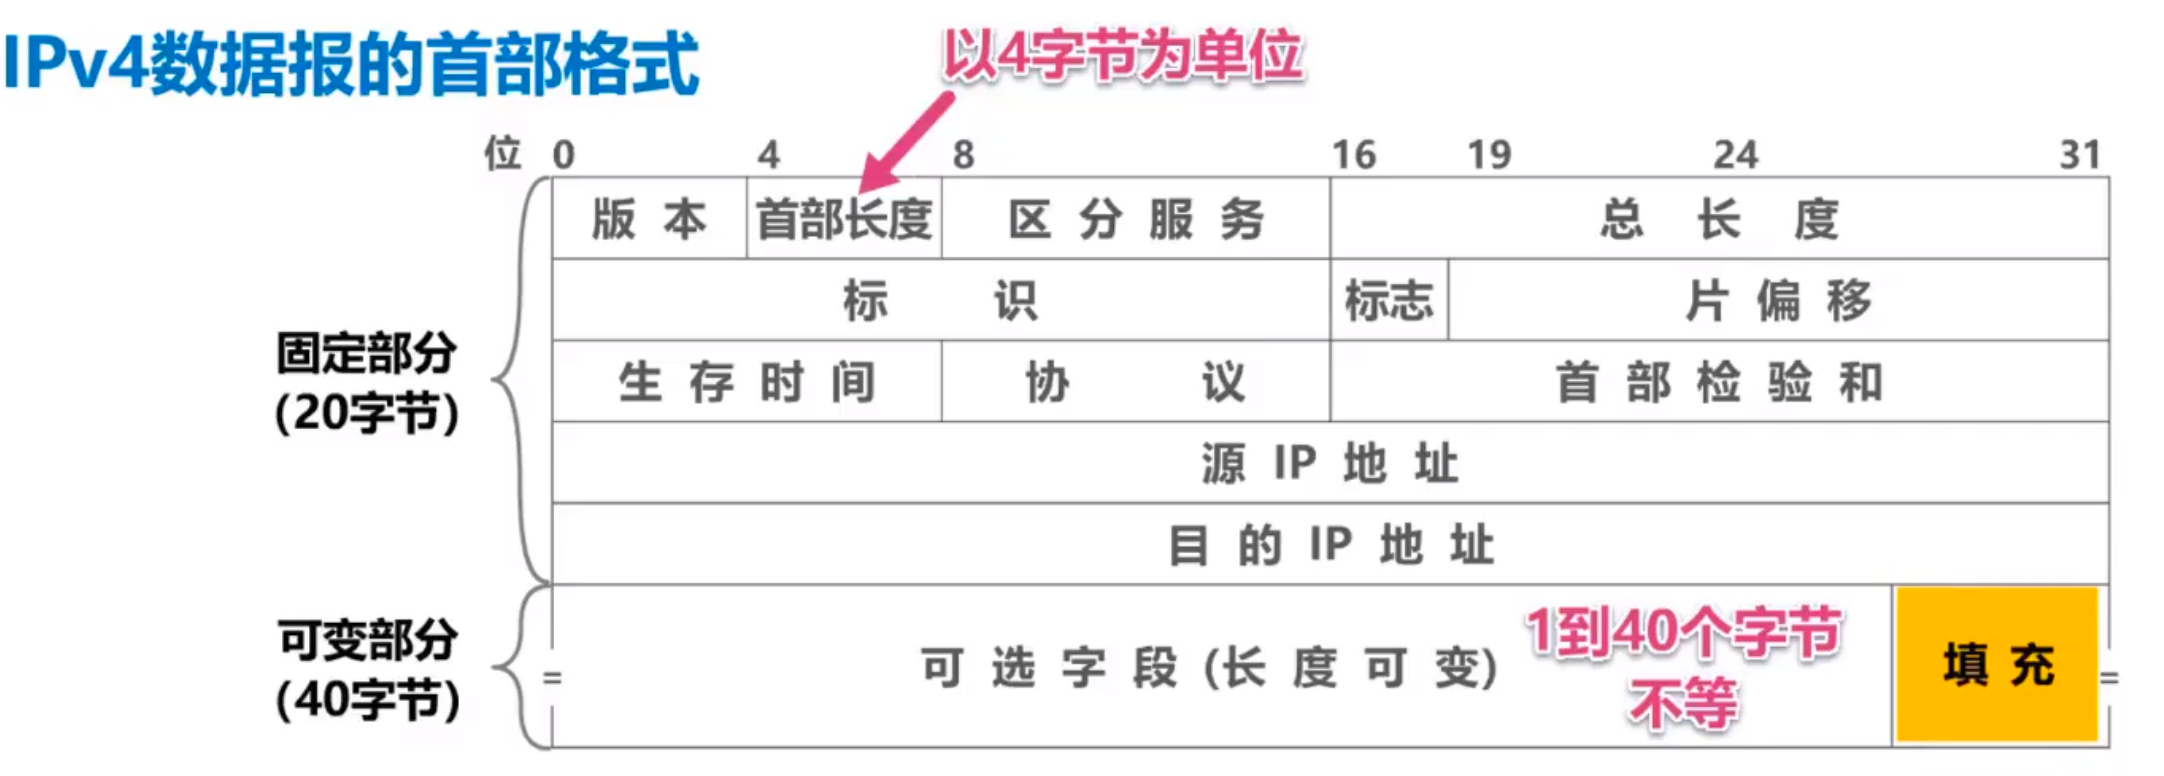 IPv4数据报的首部格式
以4字节为单位
位 0 4 8 16 19 24 31
版本 首部长度 区分服务 总长度
标识 标志 片偏移
固定部分
(20字节)
生存时间 协议 首部检验和
源IP地址
目的IP地址
可变部分
(40字节)
= 可选字段(长度可变) 1到40个字节
不等
填充 =